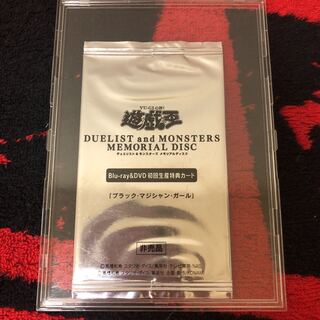 YU-GI-OH!
遊戯王
DUELIST and MONSTERS
MEMORIAL DISC
デュエリスト&モンスターズ メモリアルディスク
Blu-ray&DVD 初回生産特典カード
「ブラック・マジシャン・ガール」
非売品